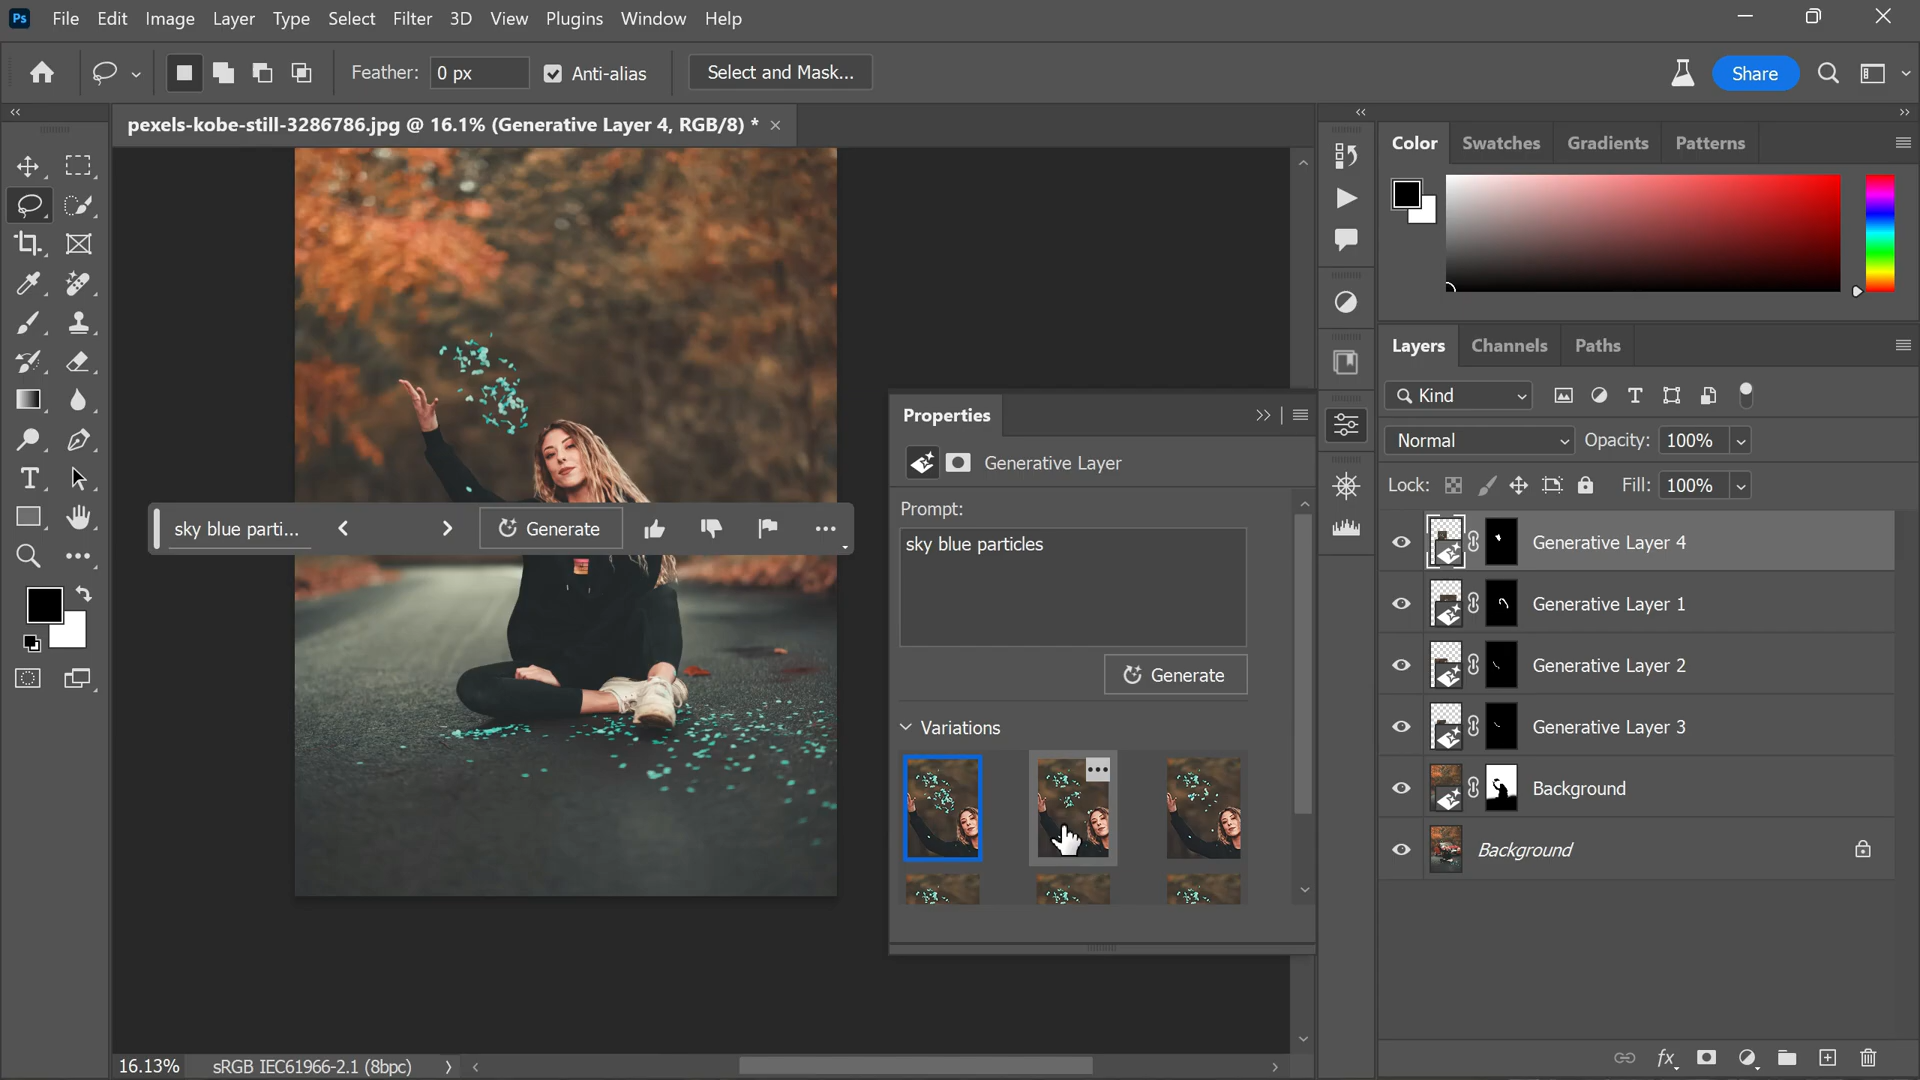 Ps File Edit Image Layer Type Select Filter 3D View Plugins Window Help
Feather: 0 px Anti-alias Select and Mask... Share
pexels-kobe-still-3286786.jpg @ 16.1% (Generative Layer 4, RGB/8) *
Color Swatches Gradients Patterns
Layers Channels Paths
Kind
Normal Opacity: 100%
Lock: Fill: 100%
Generative Layer 4
Generative Layer 1
Generative Layer 2
Generative Layer 3
Background
Background
Properties
Generative Layer
Prompt:
sky blue particles
Generate
Variations
sky blue parti... Generate
16.13% sRGB IEC61966-2.1 (8bpc)